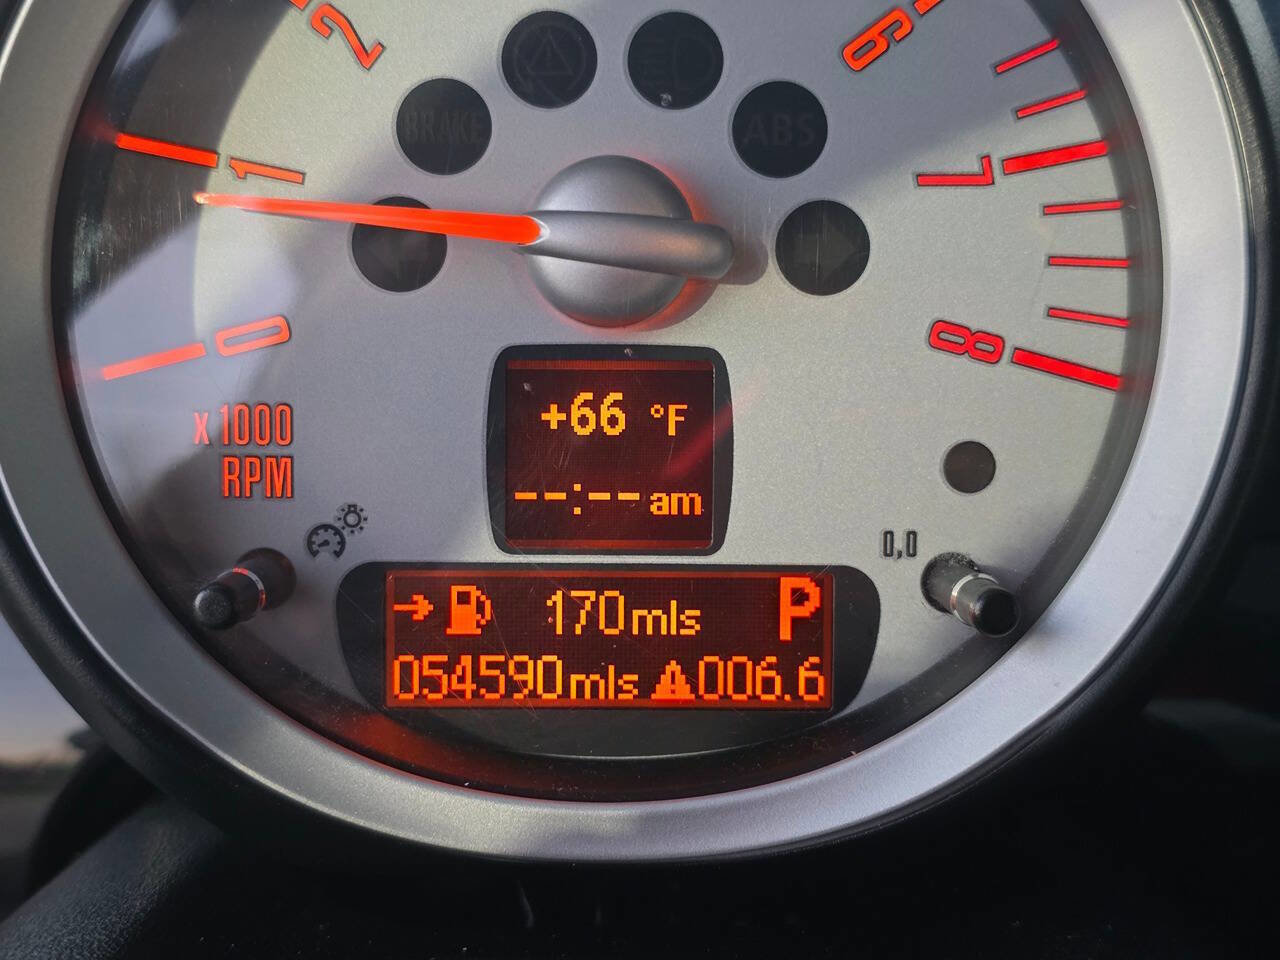 2
6
BRAKE
ABS
1
7
0
8
x 1000
RPM
+66 °F
--:-- am
0,0
170mls P
054590mls 006.6